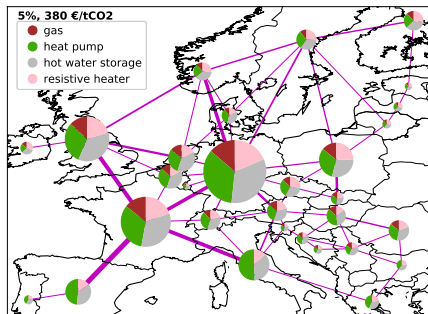 5%, 380 €/tCO2
gas
heat pump
hot water storage
resistive heater